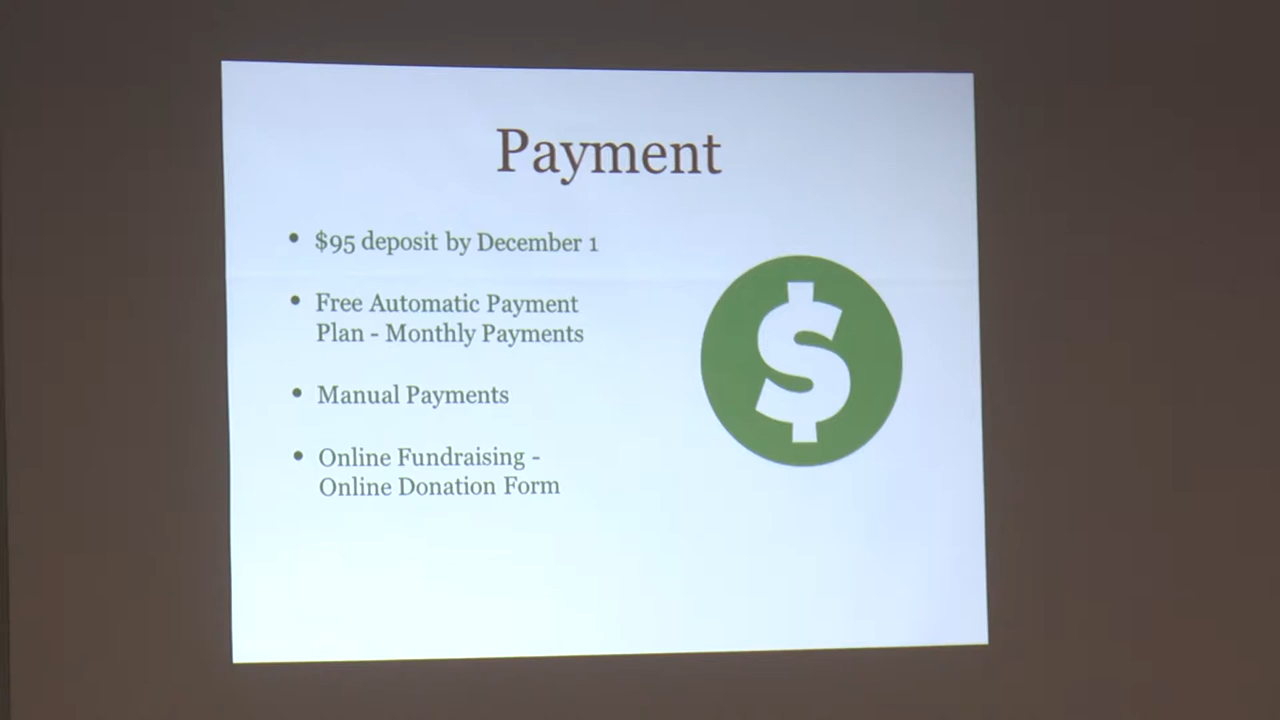 Payment
• $95 deposit by December 1
• Free Automatic Payment
Plan - Monthly Payments
• Manual Payments
• Online Fundraising -
Online Donation Form
$